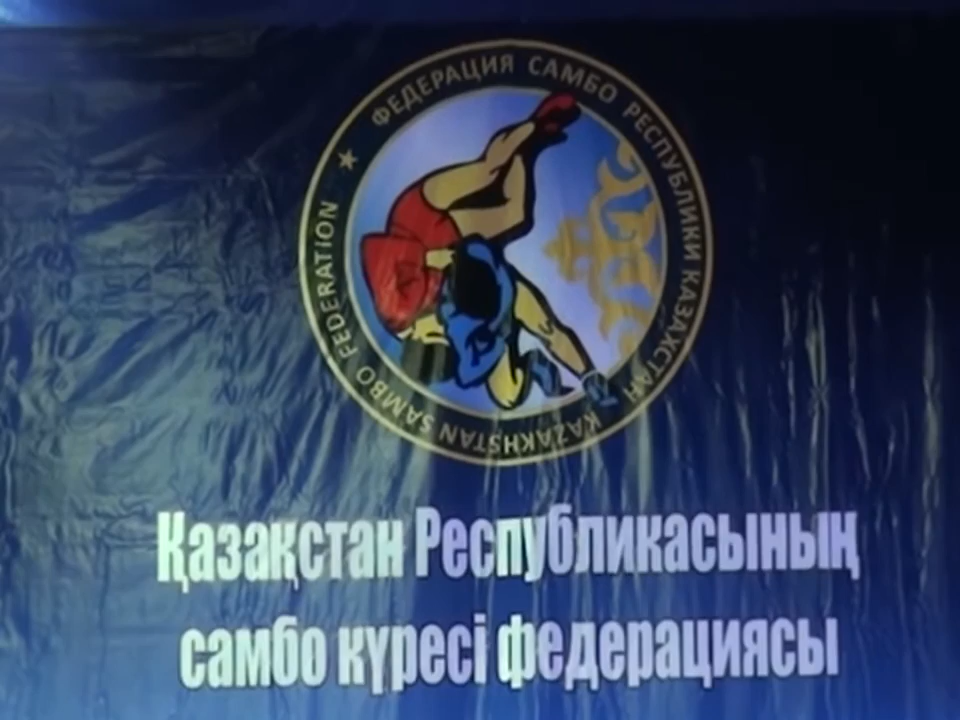 ФЕДЕРАЦИЯ САМБО РЕСПУБЛИКИ КАЗАХСТАН
KAZAKHSTAN SAMBO FEDERATION
Қазақстан Республикасының
самбо күресі федерациясы